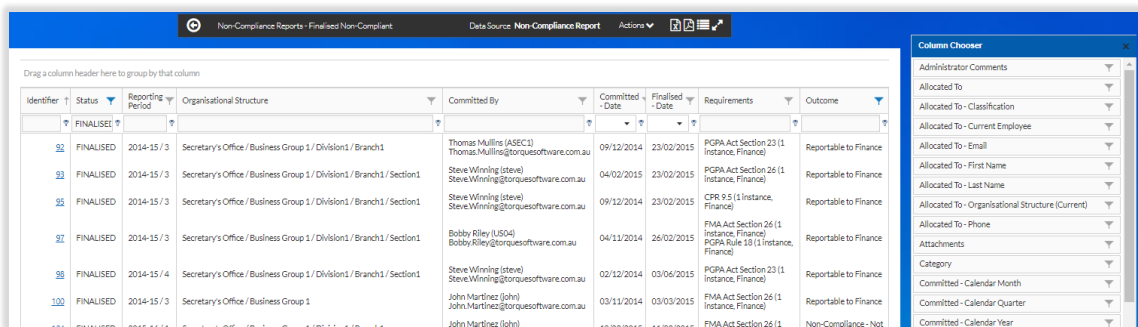 Non-Compliance Reports - Finalised Non-Compliant Data Source Non-Compliance Report Actions
Column Chooser
Drag a column header here to group by that column
Identifier Status Reporting Period Organisational Structure Committed By Committed - Date Finalised - Date Requirements Outcome
FINALISED
92 FINALISED 2014-15 / 3 Secretary's Office / Business Group 1 / Division1 / Branch1 Thomas Mullins (ASEC1) Thomas.Mullins@torquesoftware.com.au 09/12/2014 23/02/2015 PGPA Act Section 23 (1 instance, Finance) Reportable to Finance
93 FINALISED 2014-15 / 3 Secretary's Office / Business Group 1 / Division1 / Branch1 / Section1 Steve Winning (steve) Steve.Winning@torquesoftware.com.au 04/02/2015 23/02/2015 PGPA Act Section 26 (1 instance, Finance) Reportable to Finance
95 FINALISED 2014-15 / 3 Secretary's Office / Business Group 1 / Division1 / Branch1 / Section1 Steve Winning (steve) Steve.Winning@torquesoftware.com.au 09/12/2014 23/02/2015 CPR 9.5 (1 instance, Finance) Reportable to Finance
97 FINALISED 2014-15 / 3 Secretary's Office / Business Group 1 / Division1 / Branch1 / Section1 Bobby Riley (US04) Bobby.Riley@torquesoftware.com.au 04/11/2014 26/02/2015 FMA Act Section 26 (1 instance, Finance) PGPA Rule 18 (1 instance, Finance) Reportable to Finance
98 FINALISED 2014-15 / 4 Secretary's Office / Business Group 1 / Division1 / Branch1 / Section1 Steve Winning (steve) Steve.Winning@torquesoftware.com.au 02/12/2014 03/06/2015 PGPA Act Section 23 (1 instance, Finance) Reportable to Finance
100 FINALISED 2014-15 / 3 Secretary's Office / Business Group 1 John Martinez (john) John.Martinez@torquesoftware.com.au 03/11/2014 03/03/2015 FMA Act Section 26 (1 instance, Finance) Reportable to Finance
John Martinez (john) FMA Act Section 26 (1 Non-Compliance - Not
Administrator Comments
Allocated To
Allocated To - Classification
Allocated To - Current Employee
Allocated To - Email
Allocated To - First Name
Allocated To - Last Name
Allocated To - Organisational Structure (Current)
Allocated To - Phone
Attachments
Category
Committed - Calendar Month
Committed - Calendar Quarter
Committed - Calendar Year